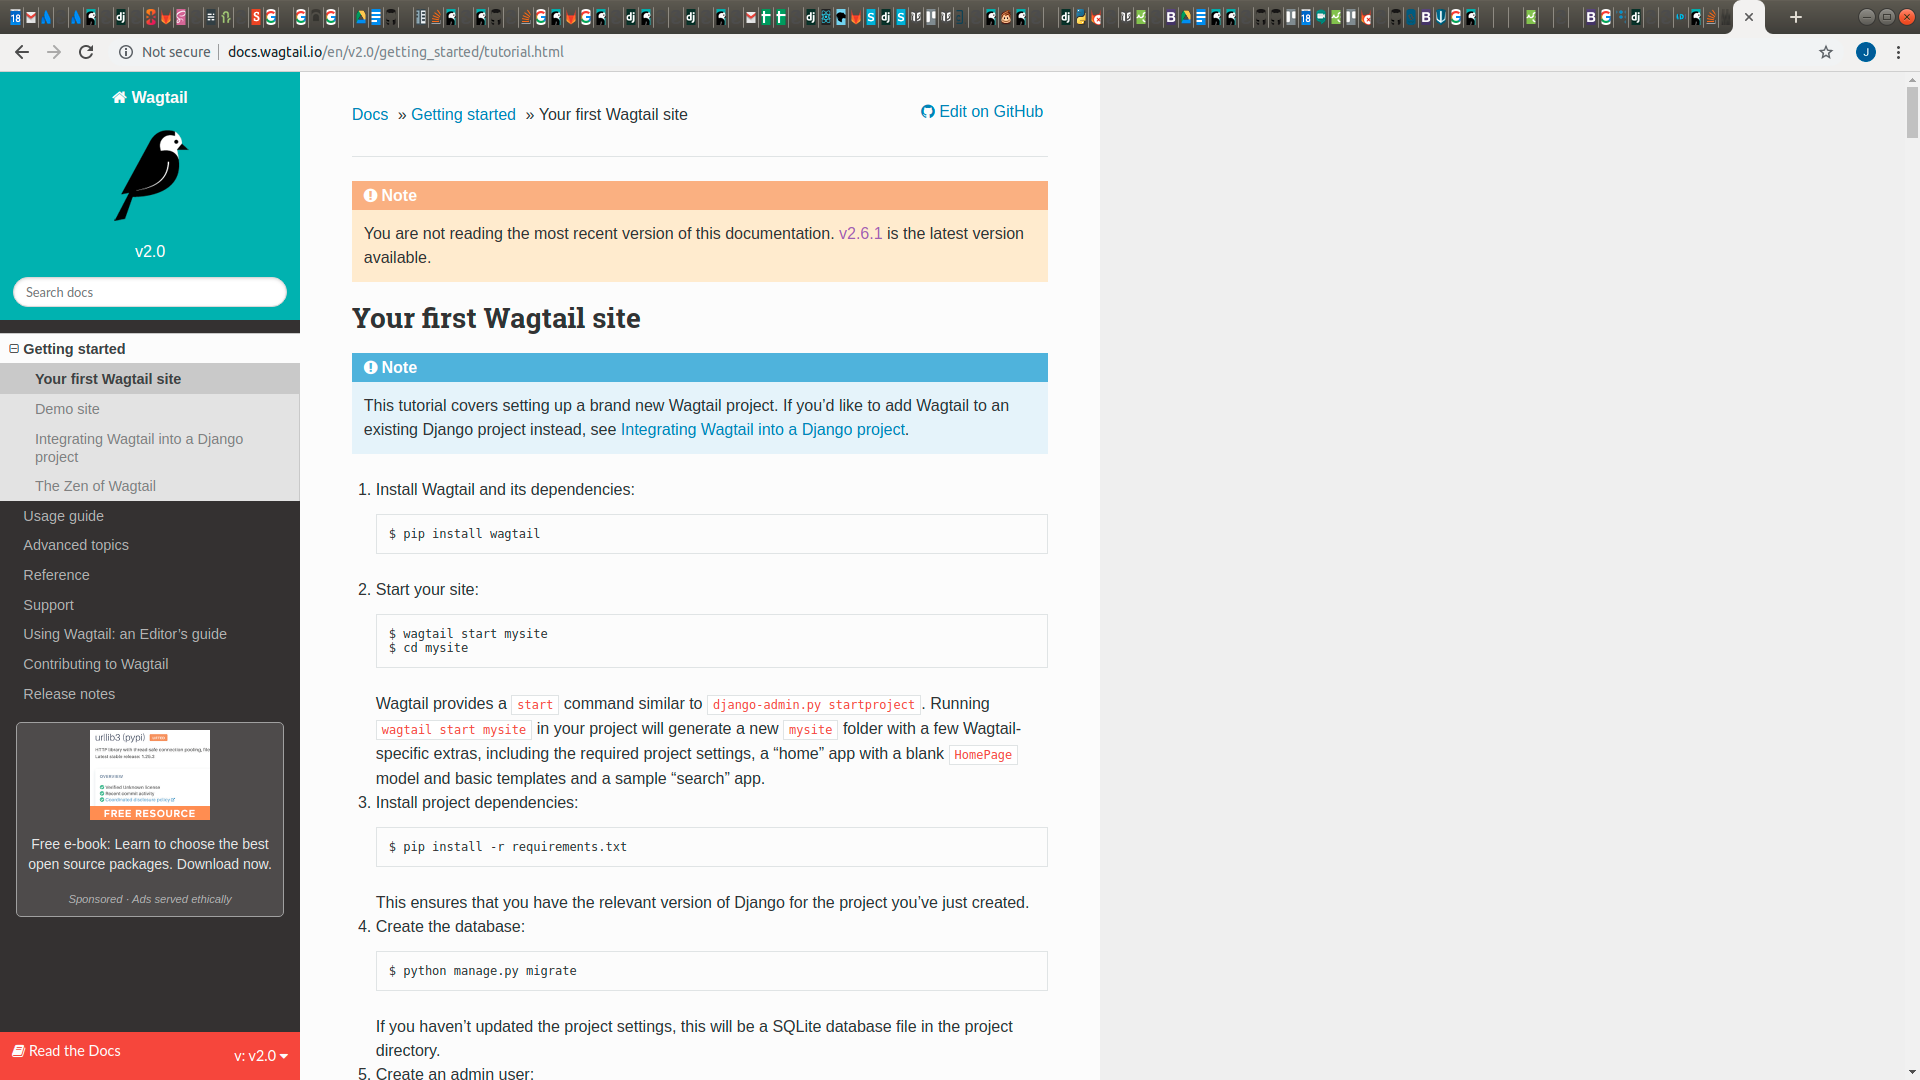 Not secure | docs.wagtail.io/en/v2.0/getting_started/tutorial.html
J
Wagtail
v2.0
Search docs
Getting started
Your first Wagtail site
Demo site
Integrating Wagtail into a Django
project
The Zen of Wagtail
Usage guide
Advanced topics
Reference
Support
Using Wagtail: an Editor’s guide
Contributing to Wagtail
Release notes
urllib3 (pypi)
OVERVIEW
Verified Unknown license
Recent commit activity
Coordinated disclosure policy
FREE RESOURCE
Free e-book: Learn to choose the best
open source packages. Download now.
Sponsored · Ads served ethically
Read the Docs
v: v2.0
Docs » Getting started » Your first Wagtail site
Edit on GitHub
Note
You are not reading the most recent version of this documentation. v2.6.1 is the latest version
available.
Your first Wagtail site
Note
This tutorial covers setting up a brand new Wagtail project. If you’d like to add Wagtail to an
existing Django project instead, see Integrating Wagtail into a Django project.
1. Install Wagtail and its dependencies:
$ pip install wagtail
2. Start your site:
$ wagtail start mysite
$ cd mysite
Wagtail provides a start command similar to django-admin.py startproject. Running
wagtail start mysite in your project will generate a new mysite folder with a few Wagtail-
specific extras, including the required project settings, a “home” app with a blank HomePage
model and basic templates and a sample “search” app.
3. Install project dependencies:
$ pip install -r requirements.txt
This ensures that you have the relevant version of Django for the project you’ve just created.
4. Create the database:
$ python manage.py migrate
If you haven’t updated the project settings, this will be a SQLite database file in the project
directory.
5. Create an admin user: